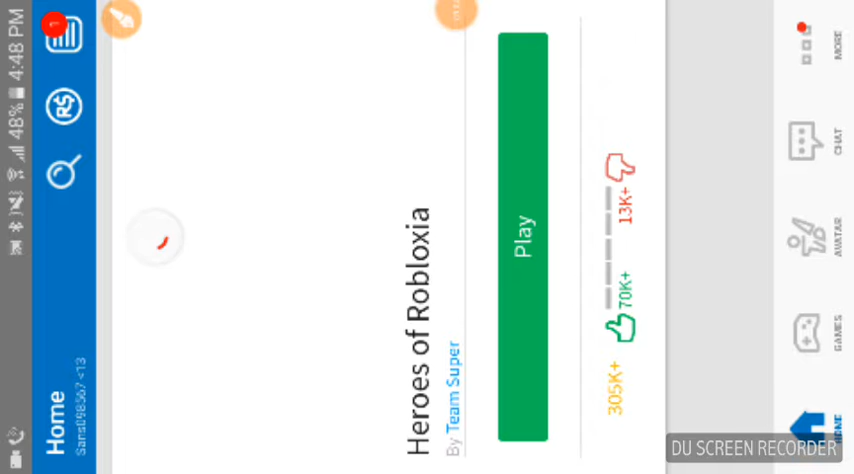 48% 4:48 PM
Home
Sans098567 <13
R$
Heroes of Robloxia
By Team Super
Play
305K+
70K+
13K+
HOME
GAMES
AVATAR
CHAT
MORE
DU SCREEN RECORDER